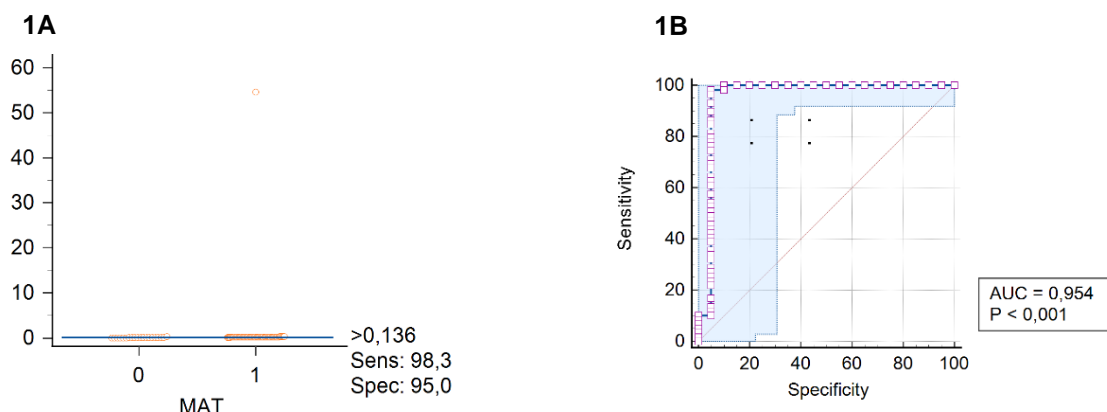 1A
60
50
40
30
20
10
0
0 1
MAT
>0,136
Sens: 98,3
Spec: 95,0
1B
100
80
60
40
20
0
0 20 40 60 80 100
Sensitivity
Specificity
AUC = 0,954
P < 0,001